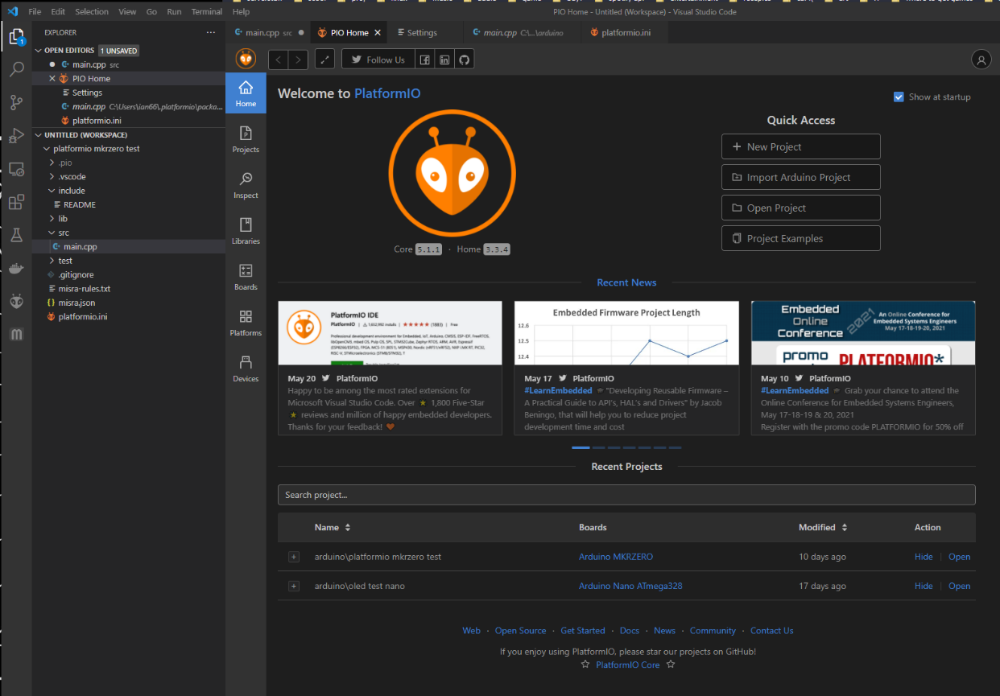 File Edit Selection View Go Run Terminal Help
PIO Home - Untitled (Workspace) - Visual Studio Code
EXPLORER
OPEN EDITORS 1 UNSAVED
main.cpp src
PIO Home
Settings
main.cpp C:\Users\ian66\.platformio\packa...
platformio.ini
UNTITLED (WORKSPACE)
platformio mkrzero test
.pio
.vscode
include
README
lib
src
main.cpp
test
.gitignore
misra-rules.txt
misra.json
platformio.ini
1
main.cpp src
PIO Home
Settings
main.cpp C:\...\arduino
platformio.ini
Follow Us
Home
Projects
Inspect
Libraries
Boards
Platforms
Devices
Welcome to PlatformIO
Show at startup
Core 5.1.1 · Home 3.3.4
Quick Access
New Project
Import Arduino Project
Open Project
Project Examples
Recent News
PlatformIO IDE
PlatformIO
Free
May 20 PlatformIO
Happy to be among the most rated extensions for
Microsoft Visual Studio Code. Over ★ 1,800 Five-Star
★ reviews and million of happy embedded developers.
Thanks for your feedback!
Embedded Firmware Project Length
12.6
12.5
12.4
May 17 PlatformIO
#LearnEmbedded "Developing Reusable Firmware –
A Practical Guide to API's, HAL's and Drivers" by Jacob
Beningo, that will help you to reduce project
development time and cost
Embedded
Online
Conference
2021
An Online Conference for
Embedded Systems Engineers
May 17-18-19-20, 2021
promo
PLATFORMIO*
May 10 PlatformIO
#LearnEmbedded Grab your chance to attend the
Online Conference for Embedded Systems Engineers,
May 17-18-19 & 20, 2021
Register with the promo code PLATFORMIO for 50% off
Recent Projects
Search project...
Name Boards Modified Action
arduino\platformio mkrzero test Arduino MKRZERO 10 days ago Hide Open
arduino\oled test nano Arduino Nano ATmega328 17 days ago Hide Open
Web · Open Source · Get Started · Docs · News · Community · Contact Us
If you enjoy using PlatformIO, please star our projects on GitHub!
☆ PlatformIO Core ☆